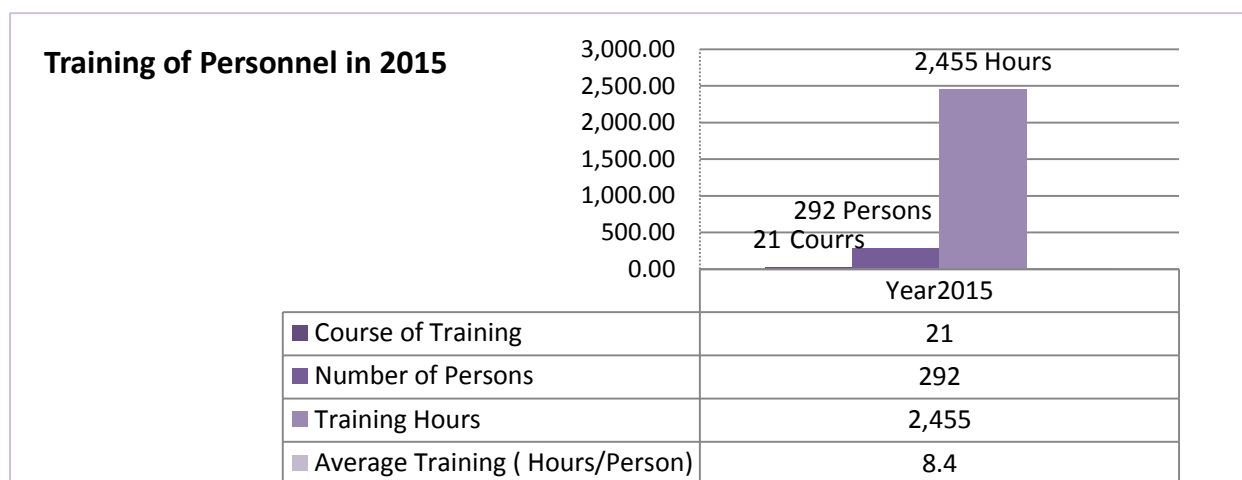 Training of Personnel in 2015
3,000.00
2,500.00
2,000.00
1,500.00
1,000.00
500.00
0.00
2,455 Hours
292 Persons
21 Courrs
Year2015
Course of Training 21
Number of Persons 292
Training Hours 2,455
Average Training ( Hours/Person) 8.4